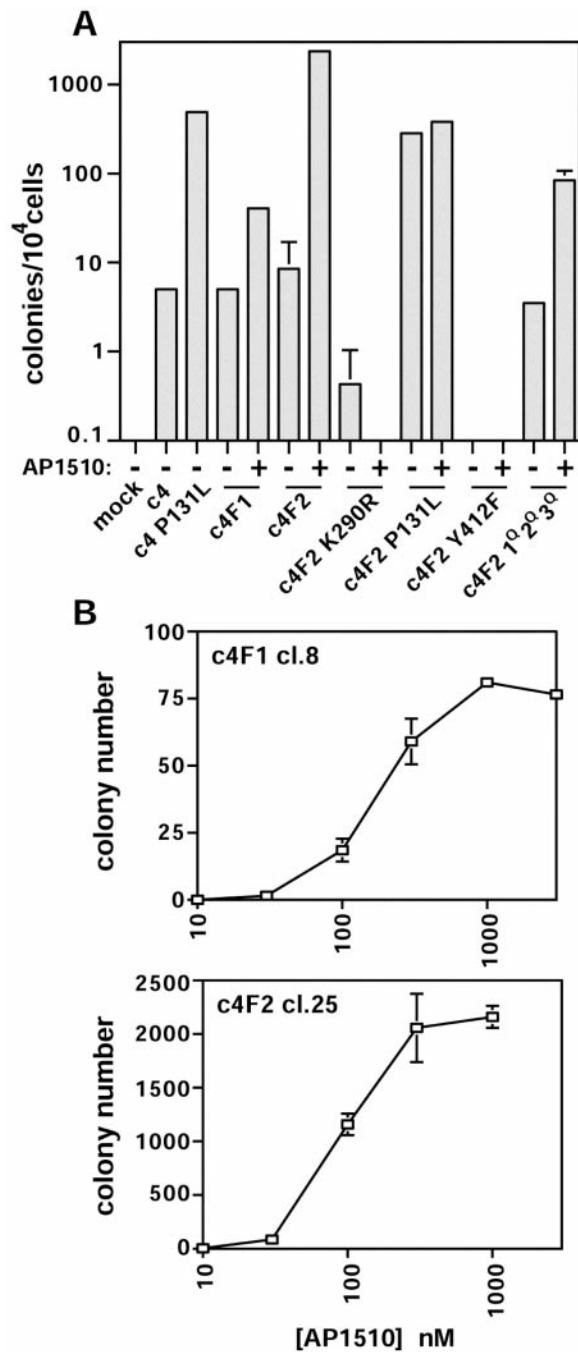 A
colonies/10⁴cells
1000
100
10
1
0.1
AP1510: - - - - + - + - + - + - + - +
mock
c4
c4 P131L
c4F1
c4F2
c4F2 K290R
c4F2 P131L
c4F2 Y412F
c4F2 1Q2Q3Q
B
c4F1 cl.8
colony number
100
75
50
25
0
10
100
1000
c4F2 cl.25
colony number
2500
2000
1500
1000
500
0
10
100
1000
[AP1510] nM